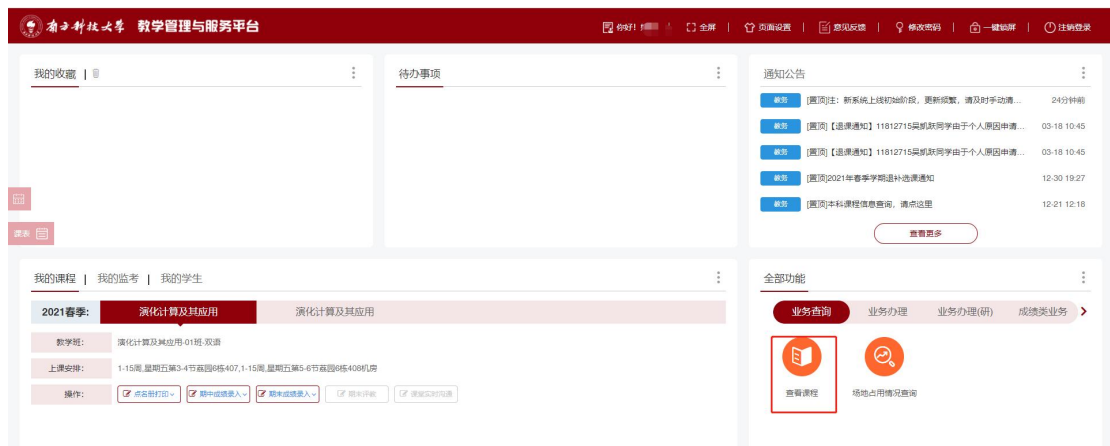 南方科技大学 教学管理与服务平台
你好! 全屏 | 页面设置 | 意见反馈 | 修改密码 | 一键锁屏 | 注销登录
我的收藏 |
待办事项
通知公告
教务 [置顶]注：新系统上线初始阶段，更新频繁，请及时手动清... 24分钟前
教务 [置顶]【退课通知】11812715吴凯跃同学由于个人原因申请... 03-18 10:45
教务 [置顶]【退课通知】11812715吴凯跃同学由于个人原因申请... 03-18 10:45
教务 [置顶]2021年春季学期退补选课通知 12-30 19:27
教务 [置顶]本科课程信息查询，请点这里 12-21 12:18
查看更多
课表
我的课程 | 我的监考 | 我的学生
2021春季: 演化计算及其应用 演化计算及其应用
教学班: 演化计算及其应用-01班-双语
上课安排: 1-15周,星期五第3-4节荔园6栋407,1-15周,星期五第5-6节荔园6栋406机房
操作: 点名册打印 期中成绩录入 期末成绩录入 期末评教 课堂实时沟通
全部功能
业务查询 业务办理 业务办理(研) 成绩类业务
查看课程 场地占用情况查询